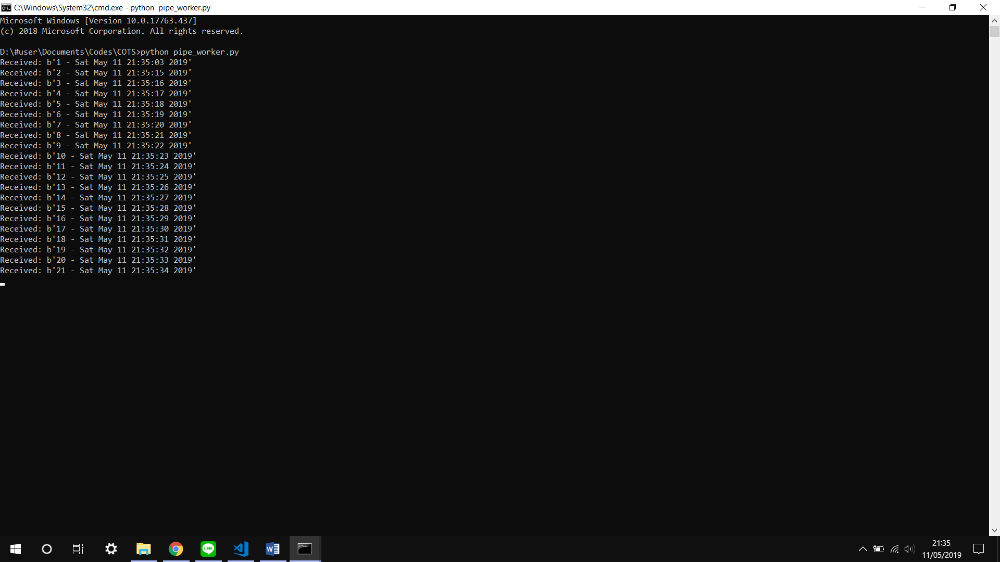 C:\Windows\System32\cmd.exe - python  pipe_worker.py
Microsoft Windows [Version 10.0.17763.437]
(c) 2018 Microsoft Corporation. All rights reserved.
D:\#user\Documents\Codes\COTS>python pipe_worker.py
Received: b'1 - Sat May 11 21:35:03 2019'
Received: b'2 - Sat May 11 21:35:15 2019'
Received: b'3 - Sat May 11 21:35:16 2019'
Received: b'4 - Sat May 11 21:35:17 2019'
Received: b'5 - Sat May 11 21:35:18 2019'
Received: b'6 - Sat May 11 21:35:19 2019'
Received: b'7 - Sat May 11 21:35:20 2019'
Received: b'8 - Sat May 11 21:35:21 2019'
Received: b'9 - Sat May 11 21:35:22 2019'
Received: b'10 - Sat May 11 21:35:23 2019'
Received: b'11 - Sat May 11 21:35:24 2019'
Received: b'12 - Sat May 11 21:35:25 2019'
Received: b'13 - Sat May 11 21:35:26 2019'
Received: b'14 - Sat May 11 21:35:27 2019'
Received: b'15 - Sat May 11 21:35:28 2019'
Received: b'16 - Sat May 11 21:35:29 2019'
Received: b'17 - Sat May 11 21:35:30 2019'
Received: b'18 - Sat May 11 21:35:31 2019'
Received: b'19 - Sat May 11 21:35:32 2019'
Received: b'20 - Sat May 11 21:35:33 2019'
Received: b'21 - Sat May 11 21:35:34 2019'
LINE
21:35
11/05/2019